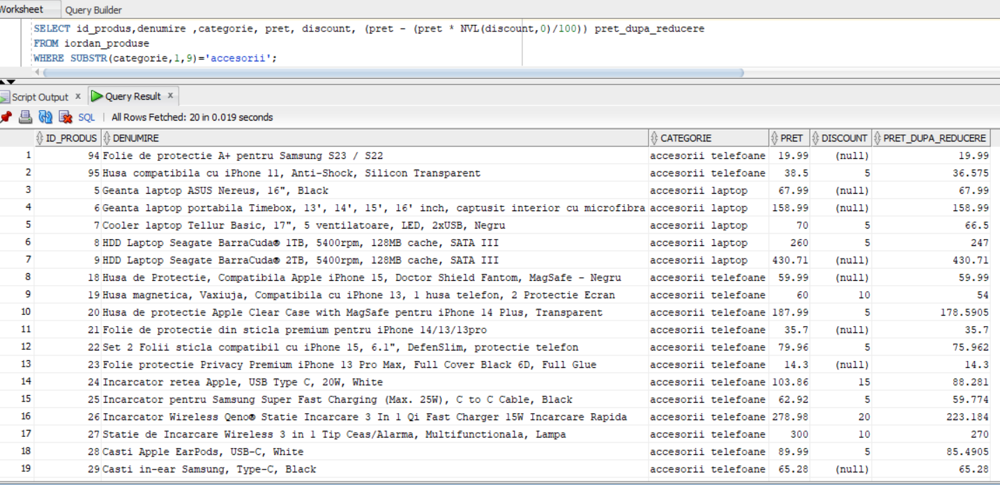 Worksheet Query Builder
SELECT id_produs,denumire ,categorie, pret, discount, (pret - (pret * NVL(discount,0)/100)) pret_dupa_reducere
FROM iordan_produse
WHERE SUBSTR(categorie,1,9)='accesorii';
Script Output x Query Result x
SQL | All Rows Fetched: 20 in 0.019 seconds
ID_PRODUS DENUMIRE CATEGORIE PRET DISCOUNT PRET_DUPA_REDUCERE
1 94 Folie de protectie A+ pentru Samsung S23 / S22 accesorii telefoane 19.99 (null) 19.99
2 95 Husa compatibila cu iPhone 11, Anti-Shock, Silicon Transparent accesorii telefoane 38.5 5 36.575
3 5 Geanta laptop ASUS Nereus, 16", Black accesorii laptop 67.99 (null) 67.99
4 6 Geanta laptop portabila Timebox, 13', 14', 15', 16' inch, captusit interior cu microfibra accesorii laptop 158.99 (null) 158.99
5 7 Cooler laptop Tellur Basic, 17", 5 ventilatoare, LED, 2xUSB, Negru accesorii laptop 70 5 66.5
6 8 HDD Laptop Seagate BarraCuda® 1TB, 5400rpm, 128MB cache, SATA III accesorii laptop 260 5 247
7 9 HDD Laptop Seagate BarraCuda® 2TB, 5400rpm, 128MB cache, SATA III accesorii laptop 430.71 (null) 430.71
8 18 Husa de Protectie, Compatibila Apple iPhone 15, Doctor Shield Fantom, MagSafe - Negru accesorii telefoane 59.99 (null) 59.99
9 19 Husa magnetica, Vaxiuja, Compatibila cu iPhone 13, 1 husa telefon, 2 Protectie Ecran accesorii telefoane 60 10 54
10 20 Husa de protectie Apple Clear Case with MagSafe pentru iPhone 14 Plus, Transparent accesorii telefoane 187.99 5 178.5905
11 21 Folie de protectie din sticla premium pentru iPhone 14/13/13pro accesorii telefoane 35.7 (null) 35.7
12 22 Set 2 Folii sticla compatibil cu iPhone 15, 6.1", DefenSlim, protectie telefon accesorii telefoane 79.96 5 75.962
13 23 Folie protectie Privacy Premium iPhone 13 Pro Max, Full Cover Black 6D, Full Glue accesorii telefoane 14.3 (null) 14.3
14 24 Incarcator retea Apple, USB Type C, 20W, White accesorii telefoane 103.86 15 88.281
15 25 Incarcator pentru Samsung Super Fast Charging (Max. 25W), C to C Cable, Black accesorii telefoane 62.92 5 59.774
16 26 Incarcator Wireless Qeno® Statie Incarcare 3 In 1 Qi Fast Charger 15W Incarcare Rapida accesorii telefoane 278.98 20 223.184
17 27 Statie de Incarcare Wireless 3 in 1 Tip Ceas/Alarma, Multifunctionala, Lampa accesorii telefoane 300 10 270
18 28 Casti Apple EarPods, USB-C, White accesorii telefoane 89.99 5 85.4905
19 29 Casti in-ear Samsung, Type-C, Black accesorii telefoane 65.28 (null) 65.28